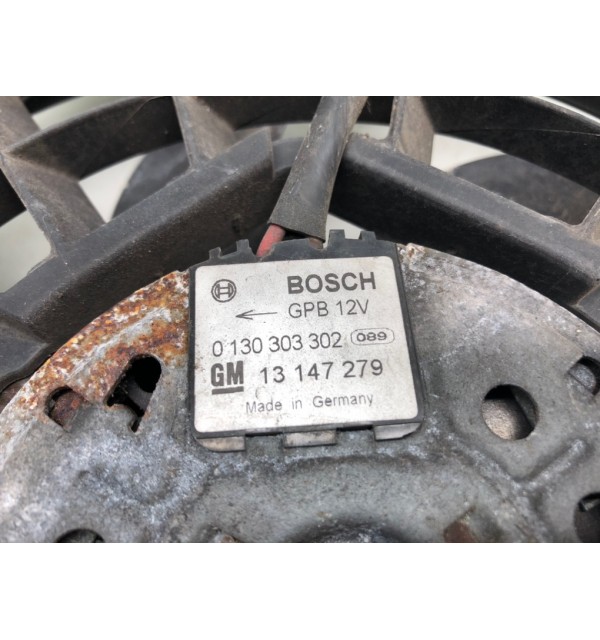 BOSCH
GPB 12V
0 130 303 302 089
GM 13 147 279
Made in Germany